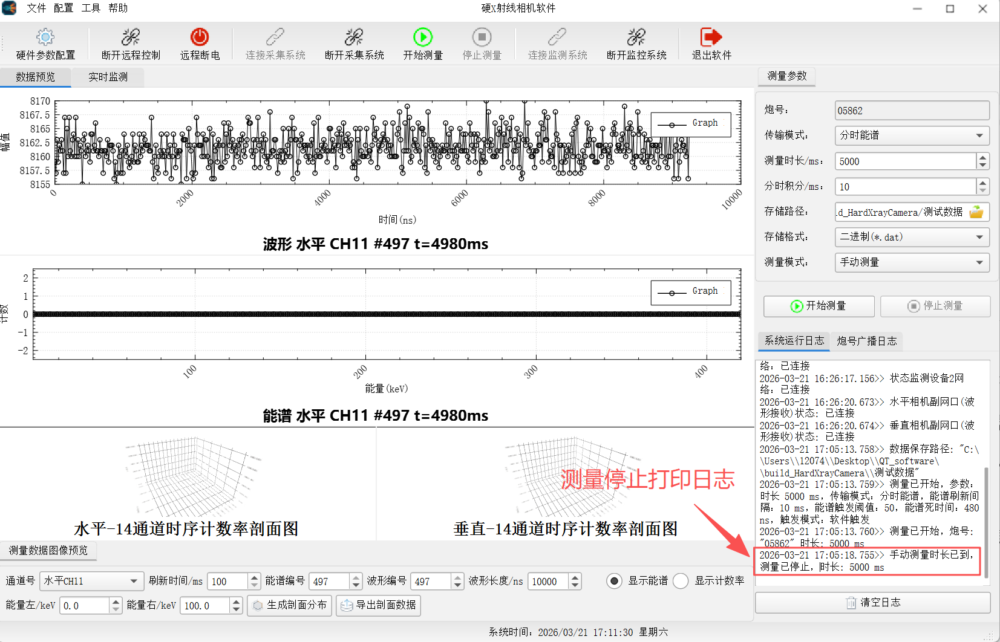 硬X射线相机软件
文件 配置 工具 帮助
硬件参数配置 断开远程控制 远程断电 连接采集系统 断开采集系统 开始测量 停止测量 连接监测系统 断开监控系统 退出软件
数据预览 实时监测
幅值
8170
8167.5
8165
8162.5
8160
8157.5
8155
0 2000 4000 6000 8000 10000
Graph
时间(ns)
波形 水平 CH11 #497 t=4980ms
计数
2
1
0
-1
-2
100 200 300 400
Graph
能量(keV)
能谱 水平 CH11 #497 t=4980ms
水平-14通道时序计数率剖面图
垂直-14通道时序计数率剖面图
测量停止打印日志
测量数据图像预览
通道号 水平CH11 刷新时间/ms 100 能谱编号 497 波形编号 497 波形长度/ns 10000 显示能谱 显示计数率
能量左/keV 0.0 能量右/keV 100.0 生成剖面分布 导出剖面数据
测量参数
炮号: 05862
传输模式: 分时能谱
测量时长/ms: 5000
分时积分/ms: 10
存储路径: .d_HardXrayCamera/测试数据
存储格式: 二进制(*.dat)
测量模式: 手动测量
开始测量 停止测量
系统运行日志 炮号广播日志
络: 已连接
2026-03-21 16:26:17.156>> 状态监测设备2网
络: 已连接
2026-03-21 16:26:20.673>> 水平相机副网口(波
形接收)状态: 已连接
2026-03-21 16:26:20.674>> 垂直相机副网口(波
形接收)状态: 已连接
2026-03-21 17:05:13.758>> 数据保存路径: "C:\
\Users\\12074\\Desktop\\QT_software\
\build_HardXrayCamera\\测试数据"
2026-03-21 17:05:13.759>> 测量已开始, 参数:
时长 5000 ms, 传输模式: 分时能谱, 能谱刷新间
隔: 10 ms, 能谱触发阈值: 50, 能谱死时间: 480
ns, 触发模式: 软件触发
2026-03-21 17:05:13.760>> 测量已开始, 炮号:
"05862" 时长: 5000 ms
2026-03-21 17:05:18.755>> 手动测量时长已到,
测量已停止, 时长: 5000 ms
清空日志
系统时间: 2026/03/21 17:11:30 星期六